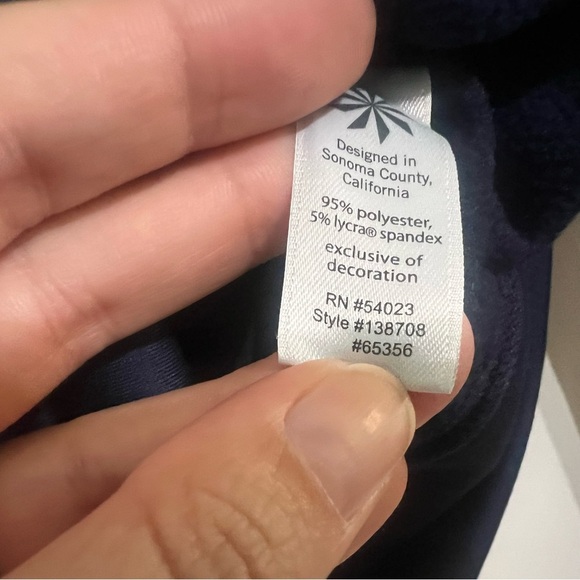 Designed in
Sonoma County,
California
95% polyester,
5% lycra® spandex
exclusive of
decoration
RN #54023
Style #138708
#65356